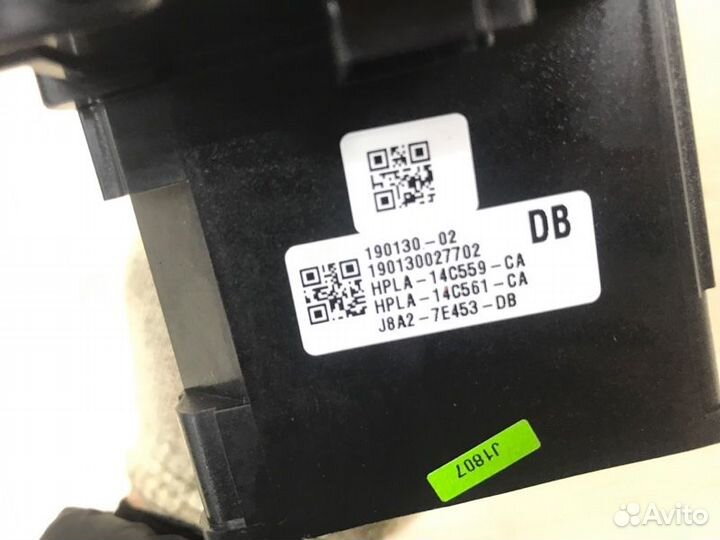 190130-02
DB
190130027702
HPLA-14C559-CA
HPLA-14C561-CA
J8A2-7E453-DB
J1807
Avito